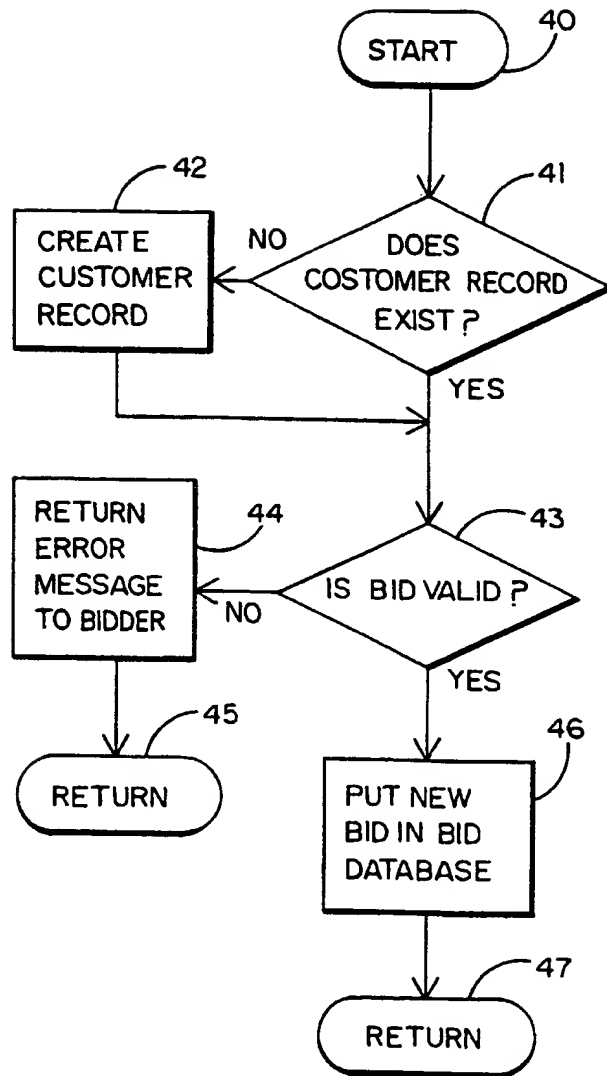 START
40
41
42
CREATE
CUSTOMER
RECORD
NO
DOES
COSTOMER RECORD
EXIST?
YES
RETURN
ERROR
MESSAGE
TO BIDDER
44
43
IS BID VALID?
NO
YES
45
RETURN
46
PUT NEW
BID IN BID
DATABASE
47
RETURN